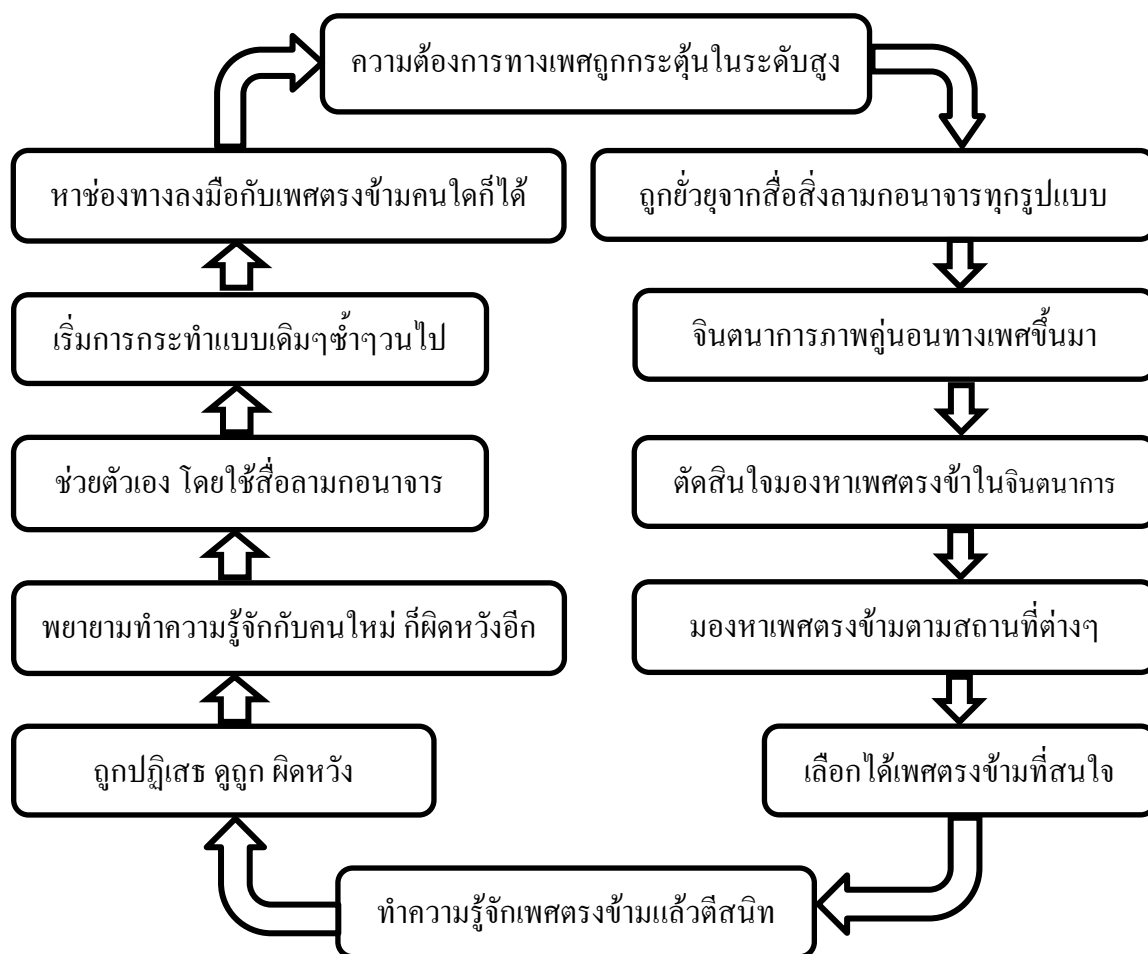 ความต้องการทางเพศถูกกระตุ้นในระดับสูง
ถูกยั่วยุจากสื่อสิ่งลามกอนาจารทุกรูปแบบ
จินตนาการภาพคู่นอนทางเพศขึ้นมา
ตัดสินใจมองหาเพศตรงข้าในจินตนาการ
มองหาเพศตรงข้ามตามสถานที่ต่างๆ
เลือกได้เพศตรงข้ามที่สนใจ
ทำความรู้จักเพศตรงข้ามแล้วตีสนิท
ถูกปฏิเสธ ดูถูก ผิดหวัง
พยายามทำความรู้จักกับคนใหม่ ก็ผิดหวังอีก
ช่วยตัวเอง โดยใช้สื่อลามกอนาจาร
เริ่มการกระทำแบบเดิมๆซ้ำๆวนไป
หาช่องทางลงมือกับเพศตรงข้ามคนใดก็ได้